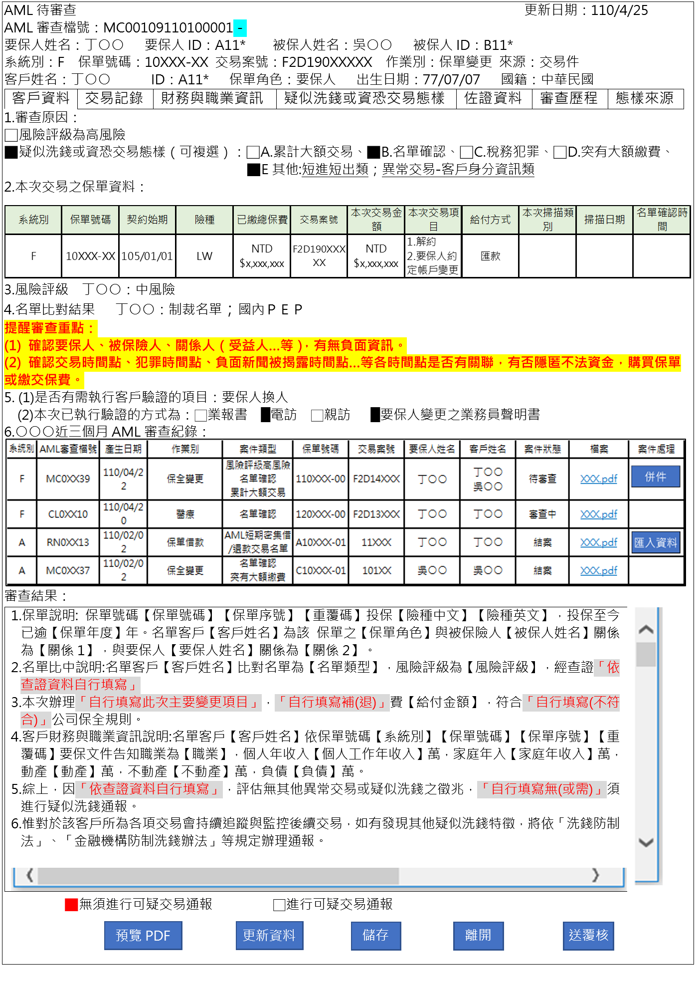 AML 待審查 更新日期：110/4/25
AML 審查檔號：MC00109110100001 -
要保人姓名：丁〇〇 要保人 ID：A11* 被保人姓名：吳〇〇 被保人 ID：B11*
系統別：F 保單號碼：10XXX-XX 交易案號：F2D190XXXXX 作業別：保單變更 來源：交易件
客戶姓名：丁〇〇 ID：A11* 保單角色：要保人 出生日期：77/07/07 國籍：中華民國
客戶資料 交易記錄 財務與職業資訊 疑似洗錢或資恐交易態樣 佐證資料 審查歷程 態樣來源
1.審查原因：
□風險評級為高風險
■疑似洗錢或資恐交易態樣（可複選）：□A.累計大額交易、■B.名單確認、□C.稅務犯罪、□D.突有大額繳費、
■E 其他:短進短出類；異常交易-客戶身分資訊類
2.本次交易之保單資料：
系統別 保單號碼 契約始期 險種 已繳總保費 交易案號 本次交易金額 本次交易項目 給付方式 本次掃描類別 掃描日期 名單確認時間
F 10XXX-XX 105/01/01 LW NTD $x,xxx,xxx F2D190XXXXX NTD $x,xxx,xxx 1.解約 2.要保人約定帳戶變更 匯款
3.風險評級 丁〇〇：中風險
4.名單比對結果 丁〇〇：制裁名單；國內ＰＥＰ
提醒審查重點：
(1) 確認要保人、被保險人、關係人（受益人...等），有無負面資訊。
(2) 確認交易時間點、犯罪時間點、負面新聞被揭露時間點...等各時間點是否有關聯，有否隱匿不法資金，購買保單
或繳交保費。
5. (1)是否有需執行客戶驗證的項目：要保人換人
(2)本次已執行驗證的方式為：□業報書 ■電訪 □親訪 ■要保人變更之業務員聲明書
6.〇〇〇近三個月 AML 審查紀錄：
系統別 AML審查檔號 產生日期 作業別 案件類型 保單號碼 交易案號 要保人姓名 客戶姓名 案件狀態 檔案 案件處理
F MC0XX39 110/04/22 保全變更 風險評級高風險 名單確認 累計大額交易 110XXX-00 F2D14XXX 丁〇〇 丁〇〇 吳〇〇 待審查 XXX.pdf 併件
F CL0XX10 110/04/20 醫療 名單確認 120XXX-00 F2D13XXX 丁〇〇 丁〇〇 審查中 XXX.pdf
A RN0XX13 110/02/02 保單借款 AML短期密集借/還款交易名單 A10XXX-01 11XXX 丁〇〇 丁〇〇 結案 XXX.pdf 匯入資料
A MC0XX37 110/02/02 保全變更 名單確認 突有大額繳費 C10XXX-01 101XX 吳〇〇 吳〇〇 結案 XXX.pdf
審查結果：
1.保單說明: 保單號碼【保單號碼】【保單序號】【重覆碼】投保【險種中文】【險種英文】，投保至今
已逾【保單年度】年。名單客戶【客戶姓名】為該 保單之【保單角色】與被保險人【被保人姓名】關係
為【關係 1】，與要保人【要保人姓名】關係為【關係 2】。
2.名單比中說明:名單客戶【客戶姓名】比對名單為【名單類型】，風險評級為【風險評級】，經查證「依
查證資料自行填寫」
3.本次辦理「自行填寫此次主要變更項目」，「自行填寫補(退)」費【給付金額】，符合「自行填寫(不符
合)」公司保全規則。
4.客戶財務與職業資訊說明:名單客戶【客戶姓名】依保單號碼【系統別】【保單號碼】【保單序號】【重
覆碼】要保文件告知職業為【職業】，個人年收入【個人工作年收入】萬，家庭年入【家庭年收入】萬，
動產【動產】萬，不動產【不動產】萬，負債【負債】萬。
5.綜上，因「依查證資料自行填寫」，評估無其他異常交易或疑似洗錢之徵兆，「自行填寫無(或需)」須
進行疑似洗錢通報。
6.惟對於該客戶所為各項交易會持續追蹤與監控後續交易，如有發現其他疑似洗錢特徵，將依「洗錢防制
法」、「金融機構防制洗錢辦法」等規定辦理通報。
■無須進行可疑交易通報 □進行可疑交易通報
預覽 PDF 更新資料 儲存 離開 送覆核